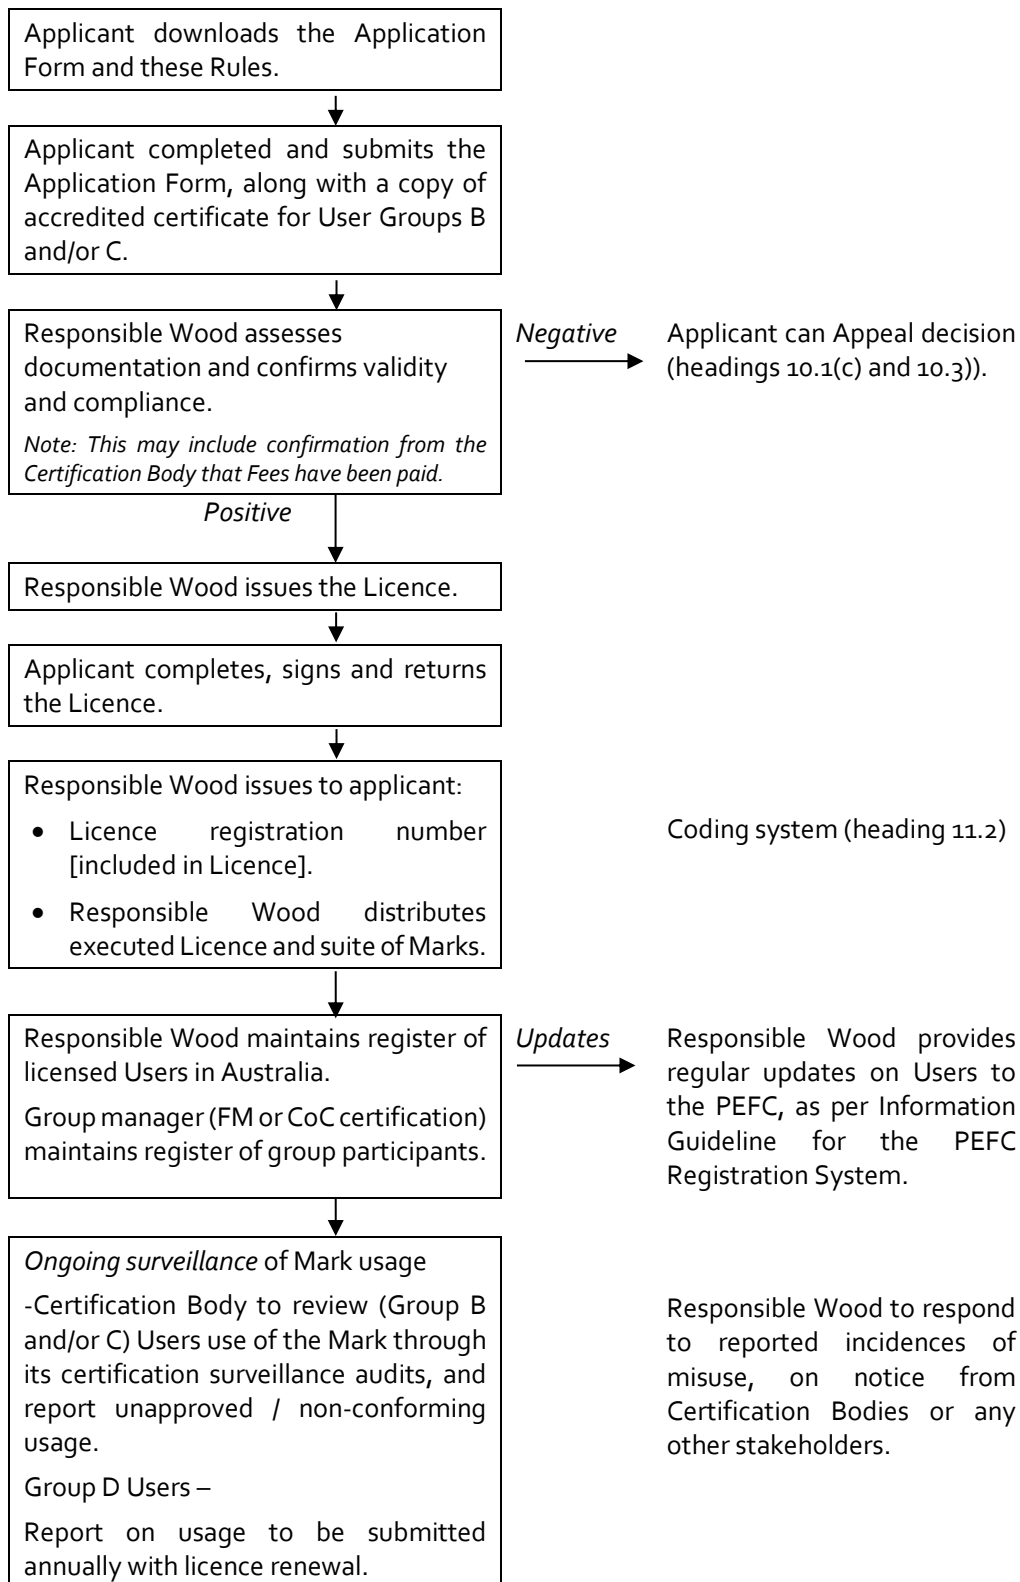 Applicant downloads the Application
Form and these Rules.
Applicant completed and submits the
Application Form, along with a copy of
accredited certificate for User Groups B
and/or C.
Responsible Wood assesses
documentation and confirms validity
and compliance.
Note: This may include confirmation from the
Certification Body that Fees have been paid.
Negative
Applicant can Appeal decision
(headings 10.1(c) and 10.3)).
Positive
Responsible Wood issues the Licence.
Applicant completes, signs and returns
the Licence.
Responsible Wood issues to applicant:
• Licence registration number
[included in Licence].
• Responsible Wood distributes
executed Licence and suite of Marks.
Coding system (heading 11.2)
Responsible Wood maintains register of
licensed Users in Australia.
Group manager (FM or CoC certification)
maintains register of group participants.
Updates
Responsible Wood provides
regular updates on Users to
the PEFC, as per Information
Guideline for the PEFC
Registration System.
Ongoing surveillance of Mark usage
-Certification Body to review (Group B
and/or C) Users use of the Mark through
its certification surveillance audits, and
report unapproved / non-conforming
usage.
Group D Users –
Report on usage to be submitted
annually with licence renewal.
Responsible Wood to respond
to reported incidences of
misuse, on notice from
Certification Bodies or any
other stakeholders.